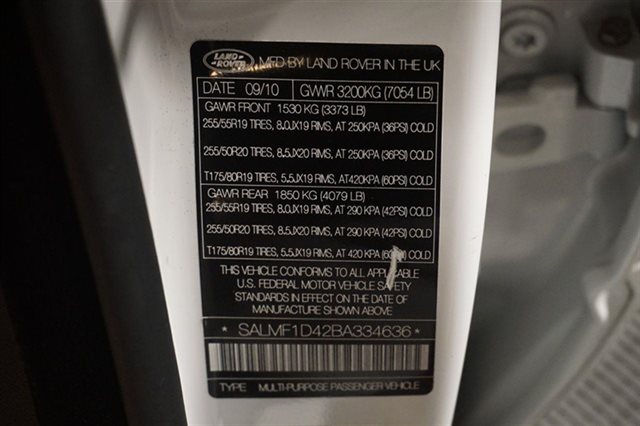 LAND ROVER MFD BY LAND ROVER IN THE UK
DATE 09/10 GWWR 3200KG (7054 LB)
GAWR FRONT 1530 KG (3373 LB)
255/55R19 TIRES, 8.0JX19 RIMS, AT 250KPA (36PSI) COLD
255/50R20 TIRES, 8.5JX20 RIMS, AT 250KPA (36PSI) COLD
T175/80R19 TIRES, 5.5JX19 RIMS, AT 420KPA (60PSI) COLD
GAWR REAR 1850 KG (4079 LB)
255/55R19 TIRES, 8.0JX19 RIMS, AT 290 KPA (42PSI) COLD
255/50R20 TIRES, 8.5JX20 RIMS, AT 290 KPA (42PSI) COLD
T175/80R19 TIRES, 5.5JX19 RIMS, AT 420 KPA (60PSI) COLD
THIS VEHICLE CONFORMS TO ALL APPLICABLE
U.S. FEDERAL MOTOR VEHICLE SAFETY
STANDARDS IN EFFECT ON THE DATE OF
MANUFACTURE SHOWN ABOVE
* SALMF1D42BA334636 *
TYPE MULTI-PURPOSE PASSENGER VEHICLE